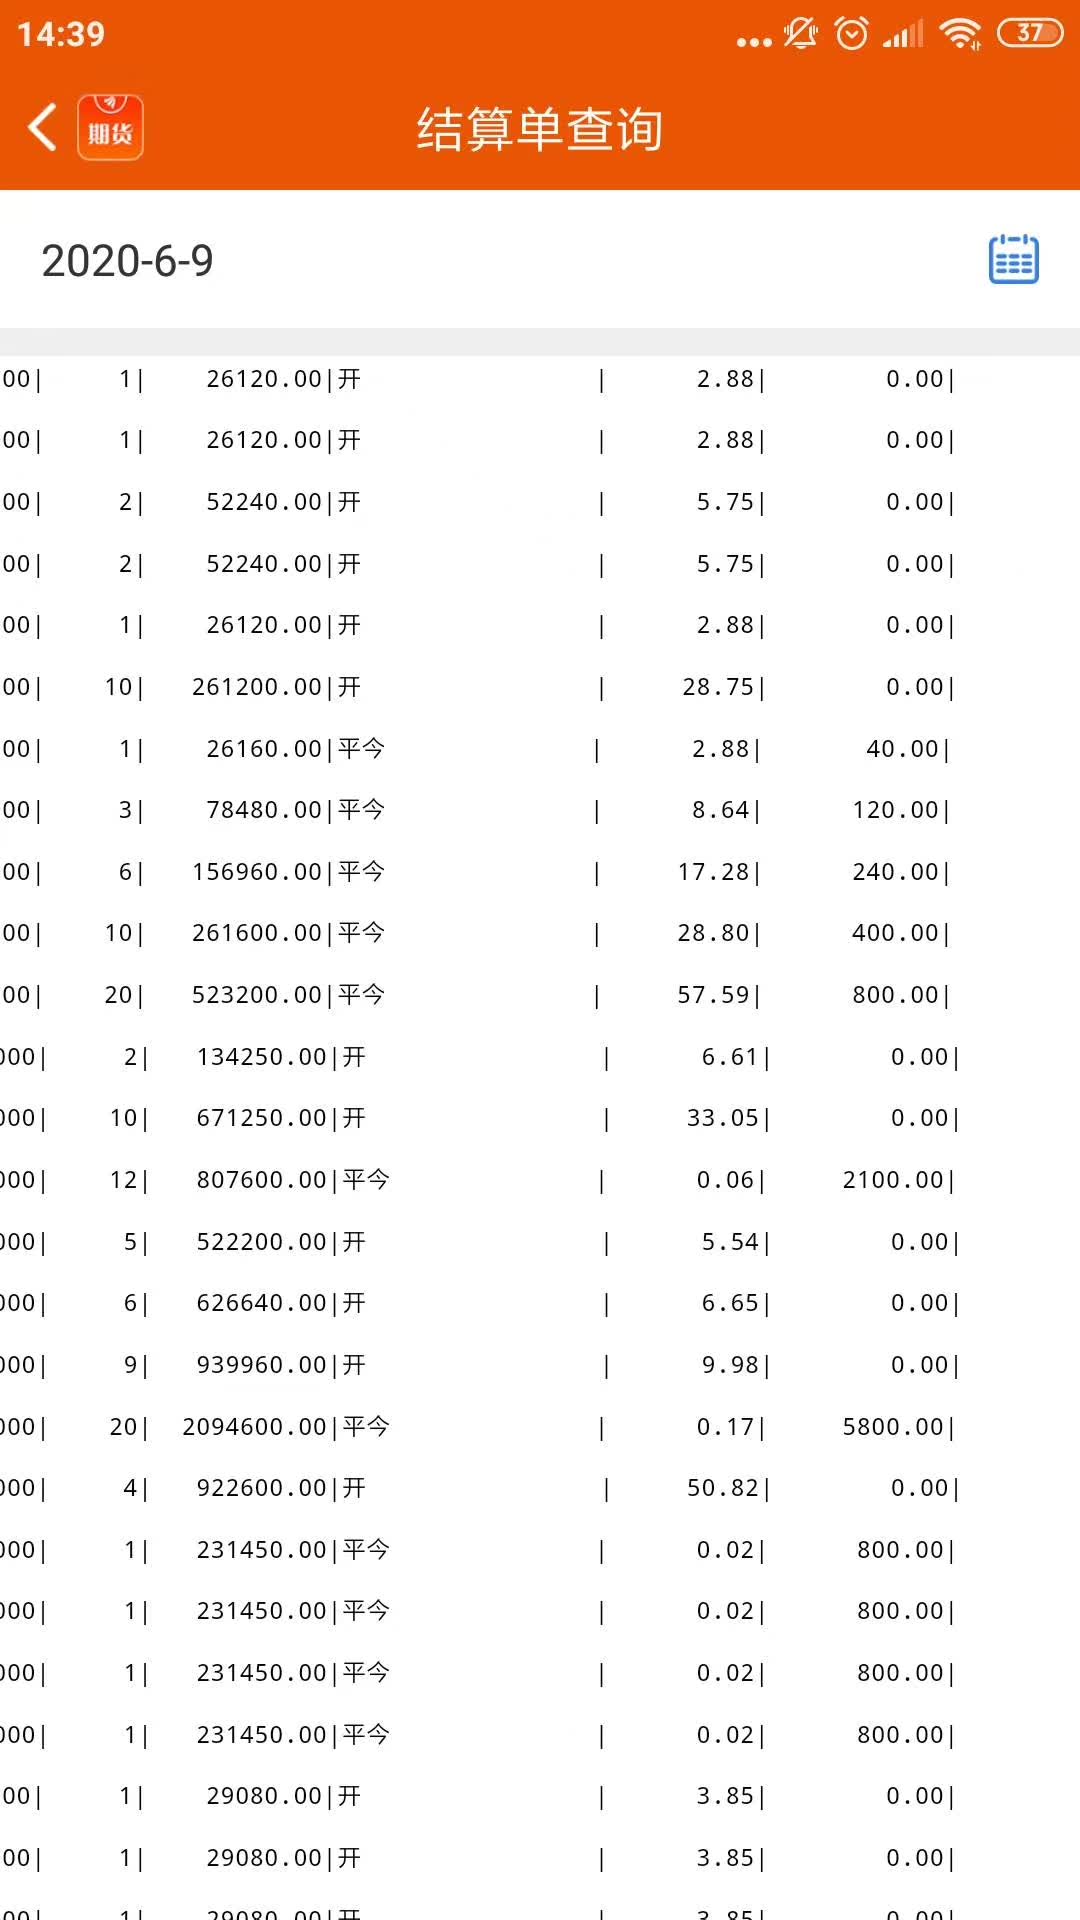 14:39
37
期货
结算单查询
2020-6-9
00| 1| 26120.00|开 | 2.88| 0.00|
00| 1| 26120.00|开 | 2.88| 0.00|
00| 2| 52240.00|开 | 5.75| 0.00|
00| 2| 52240.00|开 | 5.75| 0.00|
00| 1| 26120.00|开 | 2.88| 0.00|
00| 10| 261200.00|开 | 28.75| 0.00|
00| 1| 26160.00|平今 | 2.88| 40.00|
00| 3| 78480.00|平今 | 8.64| 120.00|
00| 6| 156960.00|平今 | 17.28| 240.00|
00| 10| 261600.00|平今 | 28.80| 400.00|
00| 20| 523200.00|平今 | 57.59| 800.00|
000| 2| 134250.00|开 | 6.61| 0.00|
000| 10| 671250.00|开 | 33.05| 0.00|
000| 12| 807600.00|平今 | 0.06| 2100.00|
000| 5| 522200.00|开 | 5.54| 0.00|
000| 6| 626640.00|开 | 6.65| 0.00|
000| 9| 939960.00|开 | 9.98| 0.00|
000| 20| 2094600.00|平今 | 0.17| 5800.00|
000| 4| 922600.00|开 | 50.82| 0.00|
000| 1| 231450.00|平今 | 0.02| 800.00|
000| 1| 231450.00|平今 | 0.02| 800.00|
000| 1| 231450.00|平今 | 0.02| 800.00|
000| 1| 231450.00|平今 | 0.02| 800.00|
00| 1| 29080.00|开 | 3.85| 0.00|
00| 1| 29080.00|开 | 3.85| 0.00|
00| 1| 29080.00|开 | 3.85| 0.00|